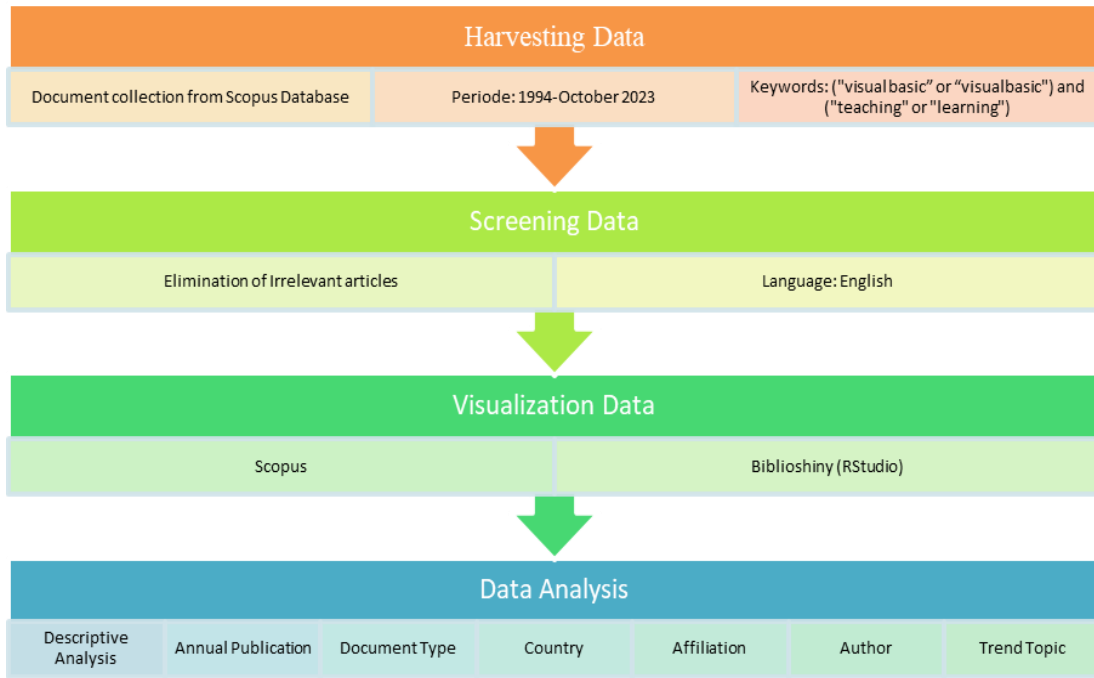 Harvesting Data
Document collection from Scopus Database
Periode: 1994-October 2023
Keywords: ("visual basic” or “visualbasic") and
("teaching" or "learning")
Screening Data
Elimination of Irrelevant articles
Language: English
Visualization Data
Scopus
Biblioshiny (RStudio)
Data Analysis
Descriptive
Analysis
Annual Publication
Document Type
Country
Affiliation
Author
Trend Topic